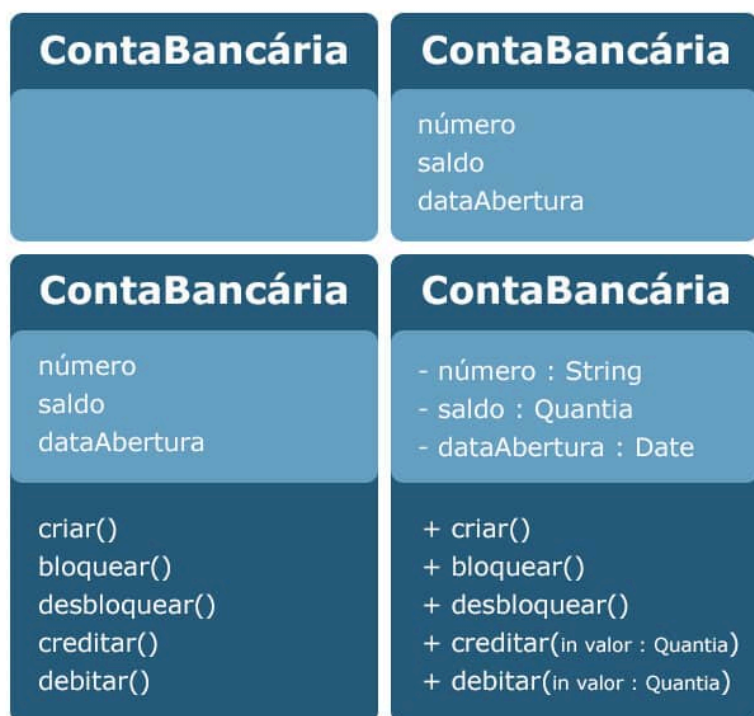 ContaBancária
ContaBancária
número
saldo
dataAbertura
ContaBancária
número
saldo
dataAbertura
criar()
bloquear()
desbloquear()
creditar()
debitar()
ContaBancária
- número : String
- saldo : Quantia
- dataAbertura : Date
+ criar()
+ bloquear()
+ desbloquear()
+ creditar(in valor : Quantia)
+ debitar(in valor : Quantia)